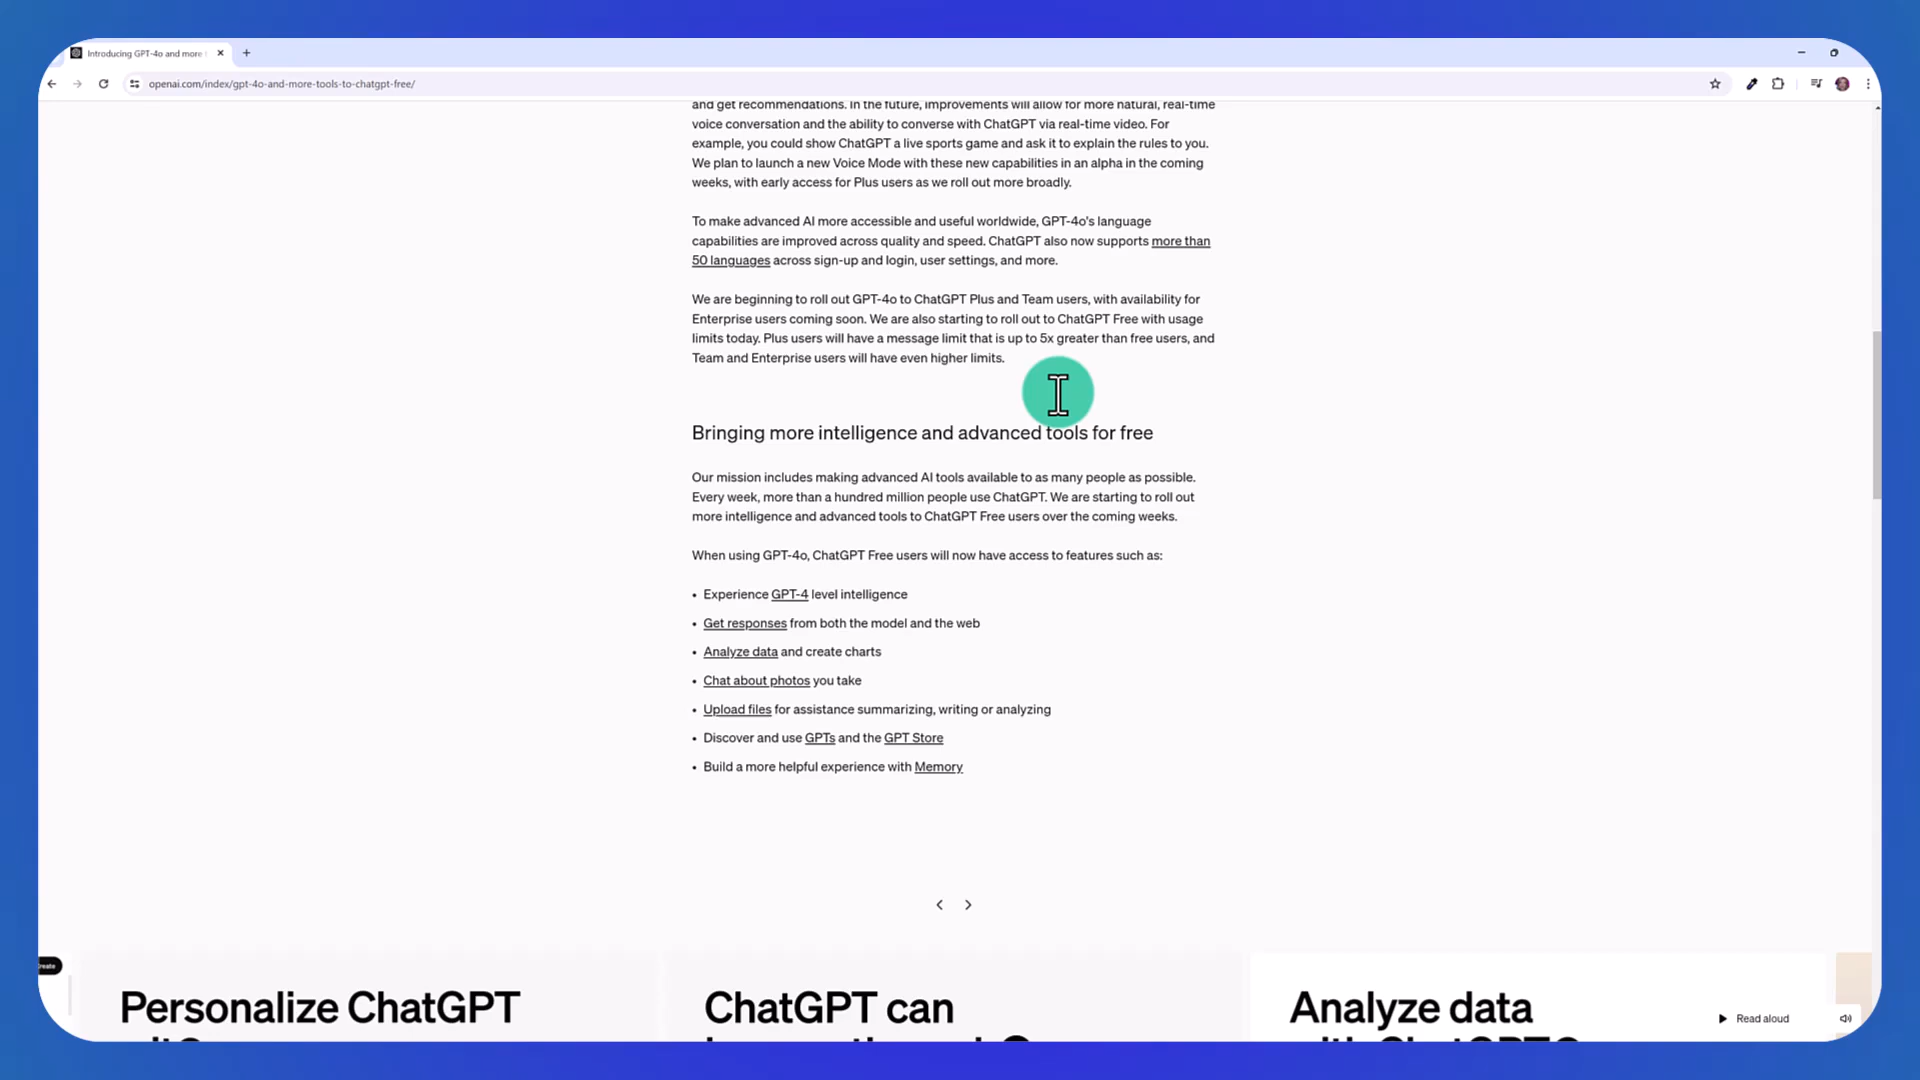 Introducing GPT-4o and more
openai.com/index/gpt-4o-and-more-tools-to-chatgpt-free/
and get recommendations. In the future, improvements will allow for more natural, real-time
voice conversation and the ability to converse with ChatGPT via real-time video. For
example, you could show ChatGPT a live sports game and ask it to explain the rules to you.
We plan to launch a new Voice Mode with these new capabilities in an alpha in the coming
weeks, with early access for Plus users as we roll out more broadly.
To make advanced AI more accessible and useful worldwide, GPT-4o's language
capabilities are improved across quality and speed. ChatGPT also now supports more than
50 languages across sign-up and login, user settings, and more.
We are beginning to roll out GPT-4o to ChatGPT Plus and Team users, with availability for
Enterprise users coming soon. We are also starting to roll out to ChatGPT Free with usage
limits today. Plus users will have a message limit that is up to 5x greater than free users, and
Team and Enterprise users will have even higher limits.
Bringing more intelligence and advanced tools for free
Our mission includes making advanced AI tools available to as many people as possible.
Every week, more than a hundred million people use ChatGPT. We are starting to roll out
more intelligence and advanced tools to ChatGPT Free users over the coming weeks.
When using GPT-4o, ChatGPT Free users will now have access to features such as:
• Experience GPT-4 level intelligence
• Get responses from both the model and the web
• Analyze data and create charts
• Chat about photos you take
• Upload files for assistance summarizing, writing or analyzing
• Discover and use GPTs and the GPT Store
• Build a more helpful experience with Memory
Personalize ChatGPT
ChatGPT can
Analyze data
Read aloud